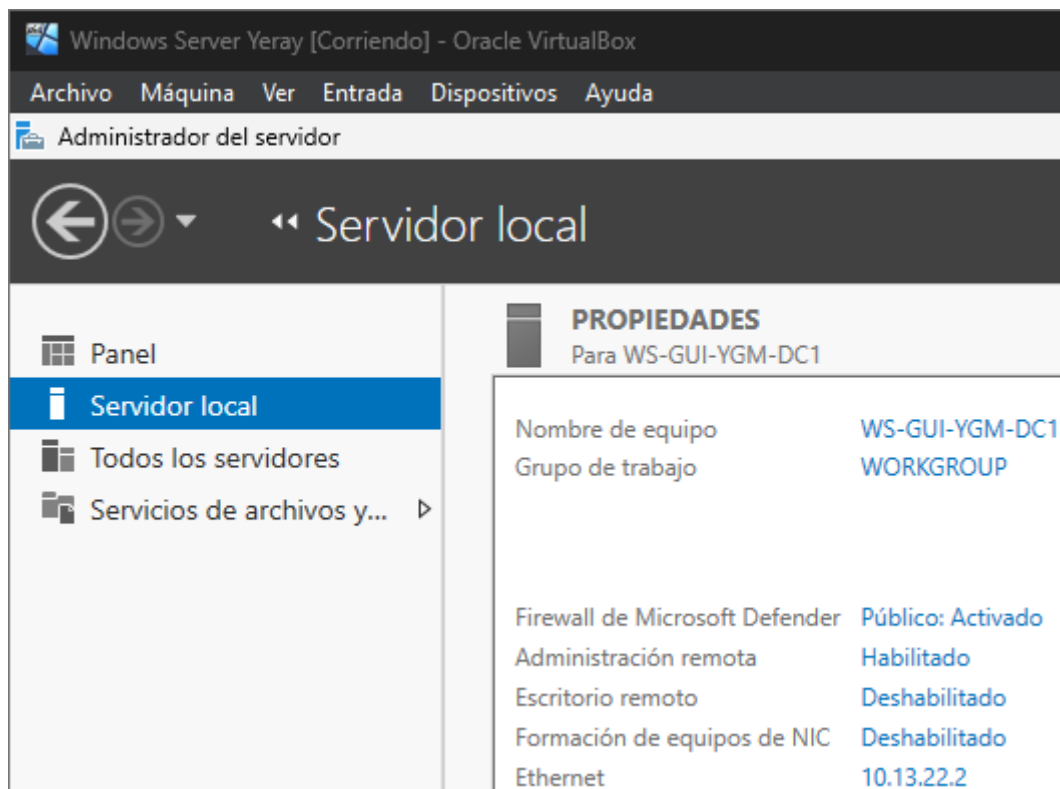 Windows Server Yeray [Corriendo] - Oracle VirtualBox
Archivo Máquina Ver Entrada Dispositivos Ayuda
Administrador del servidor
Servidor local
Panel
Servidor local
Todos los servidores
Servicios de archivos y...
PROPIEDADES
Para WS-GUI-YGM-DC1
Nombre de equipo WS-GUI-YGM-DC1
Grupo de trabajo WORKGROUP
Firewall de Microsoft Defender Público: Activado
Administración remota Habilitado
Escritorio remoto Deshabilitado
Formación de equipos de NIC Deshabilitado
Ethernet 10.13.22.2